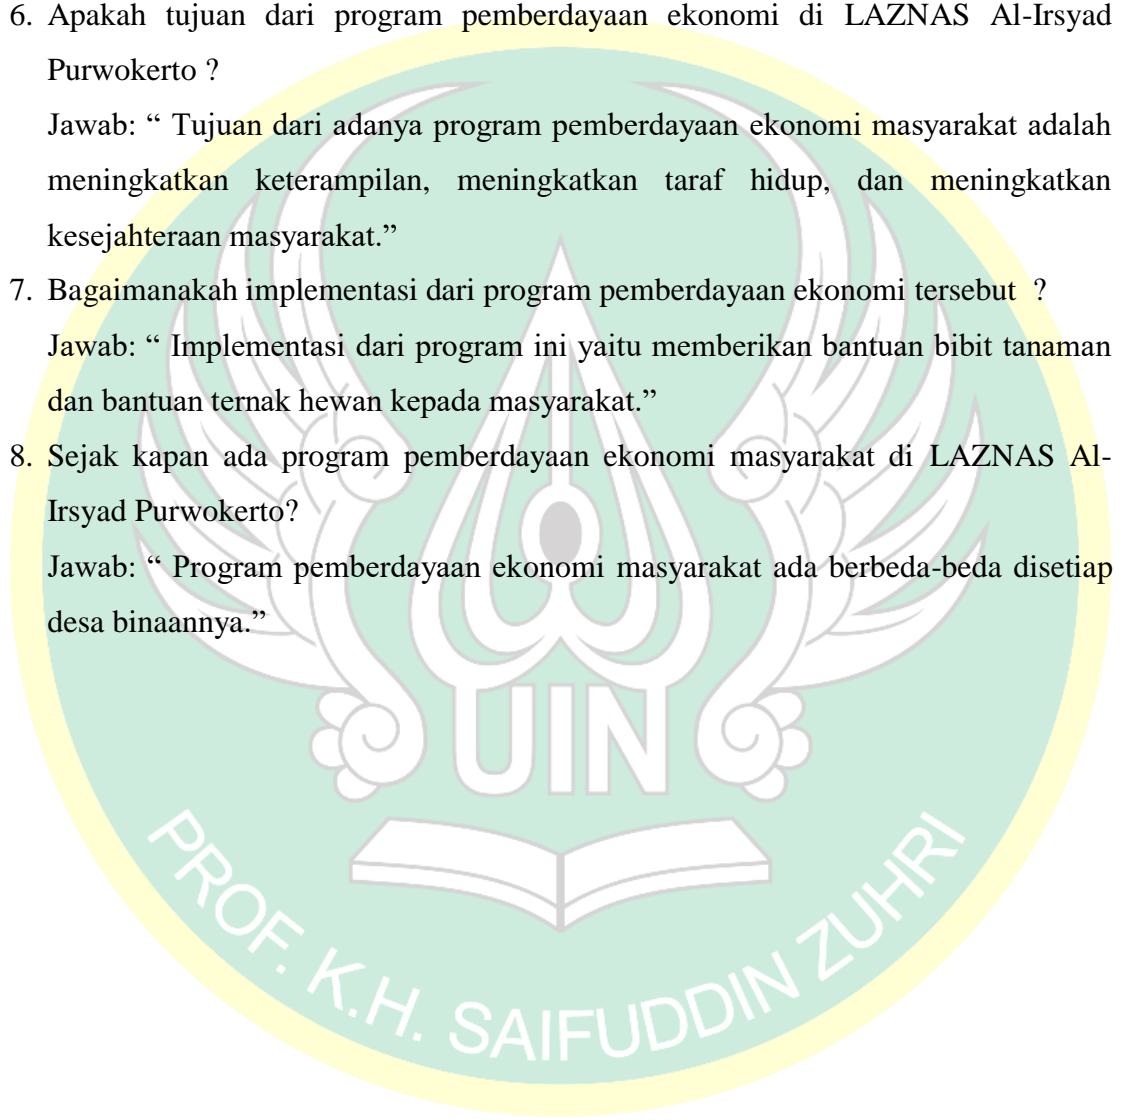 6. Apakah tujuan dari program pemberdayaan ekonomi di LAZNAS Al-Irsyad
Purwokerto ?
Jawab: “ Tujuan dari adanya program pemberdayaan ekonomi masyarakat adalah
meningkatkan keterampilan, meningkatkan taraf hidup, dan meningkatkan
kesejahteraan masyarakat.”
7. Bagaimanakah implementasi dari program pemberdayaan ekonomi tersebut ?
Jawab: “ Implementasi dari program ini yaitu memberikan bantuan bibit tanaman
dan bantuan ternak hewan kepada masyarakat.”
8. Sejak kapan ada program pemberdayaan ekonomi masyarakat di LAZNAS Al-
Irsyad Purwokerto?
Jawab: “ Program pemberdayaan ekonomi masyarakat ada berbeda-beda disetiap
desa binaannya.”
UIN
PROF. K.H. SAIFUDDIN ZUHRI